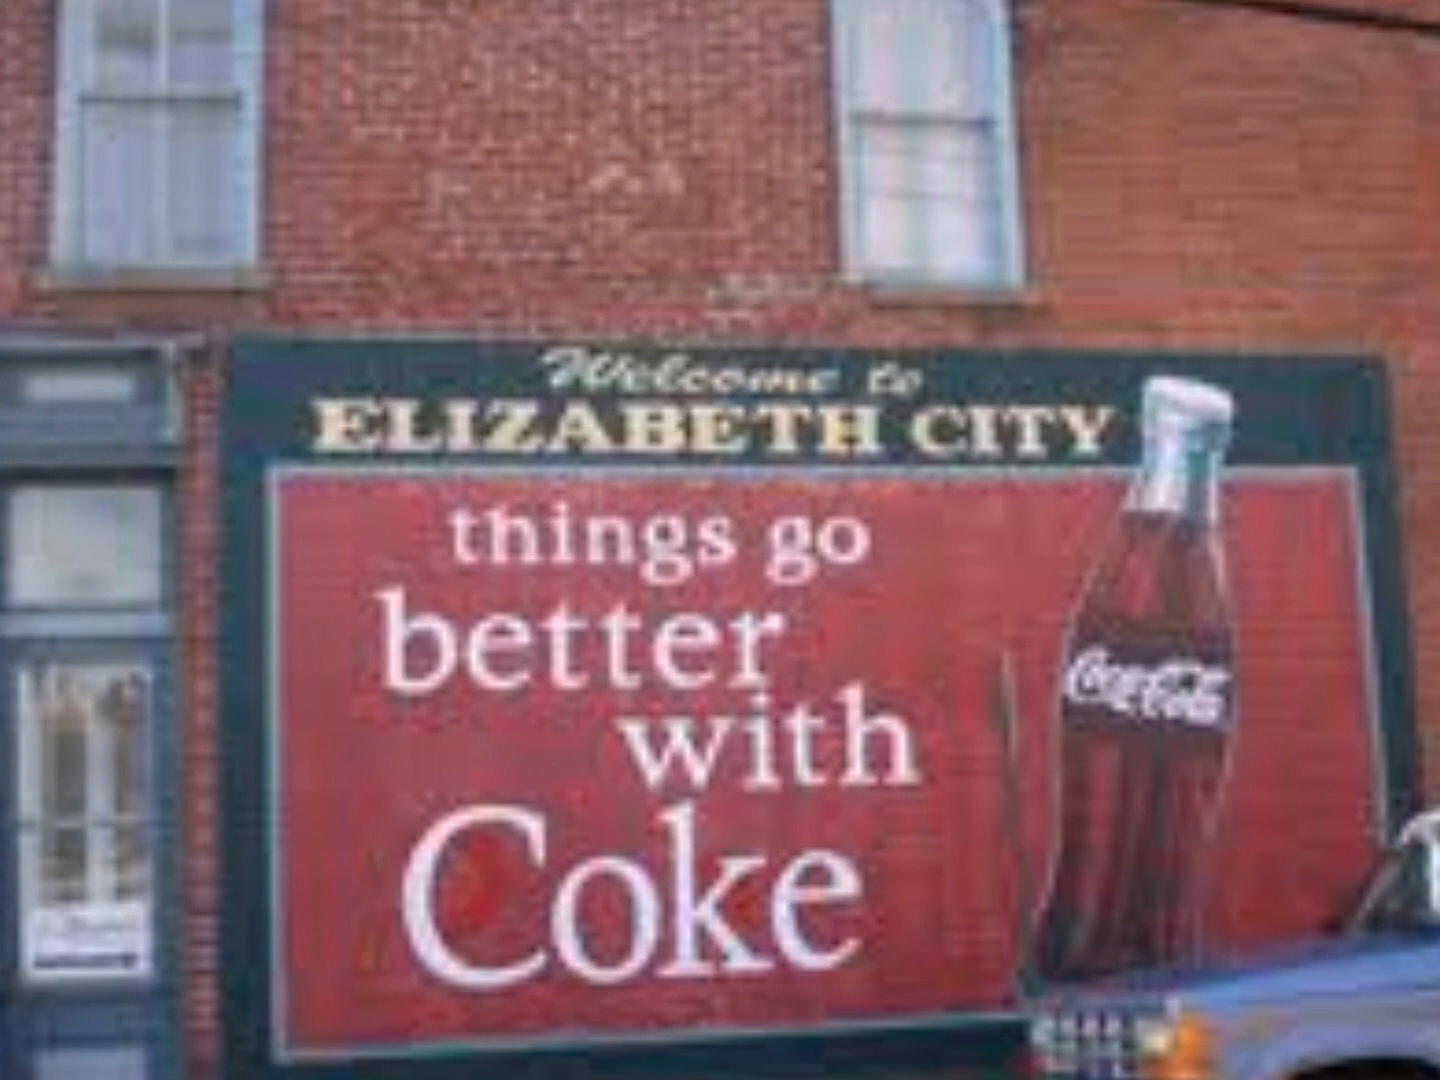 Welcome to
ELIZABETH CITY
things go
better
with
Coke
Coca-Cola